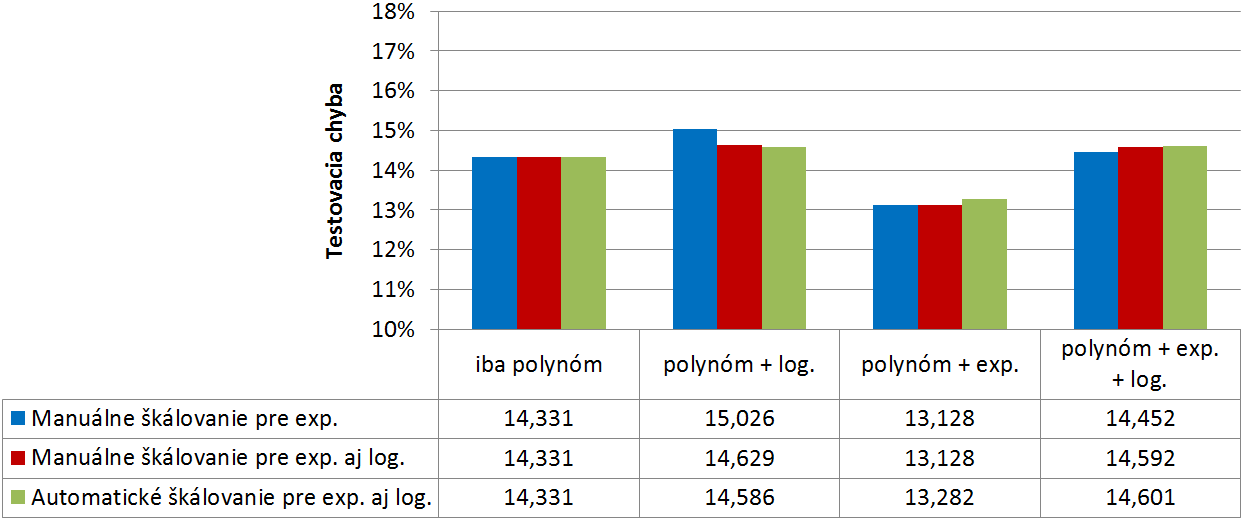 18%
17%
16%
15%
14%
13%
12%
11%
10%
Testovacia chyba
iba polynóm
polynóm + log.
polynóm + exp.
polynóm + exp.
+ log.
Manuálne škálovanie pre exp. 14,331 15,026 13,128 14,452
Manuálne škálovanie pre exp. aj log. 14,331 14,629 13,128 14,592
Automatické škálovanie pre exp. aj log. 14,331 14,586 13,282 14,601